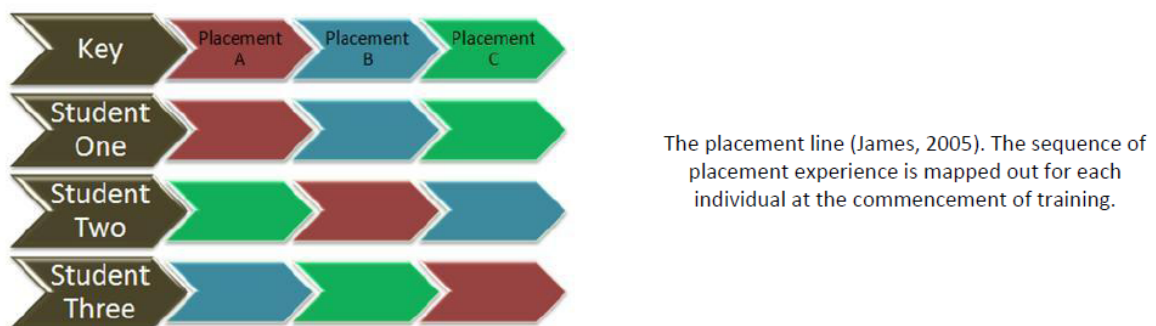 Key
Placement
A
Placement
B
Placement
C
Student
One
Student
Two
Student
Three
The placement line (James, 2005). The sequence of
placement experience is mapped out for each
individual at the commencement of training.